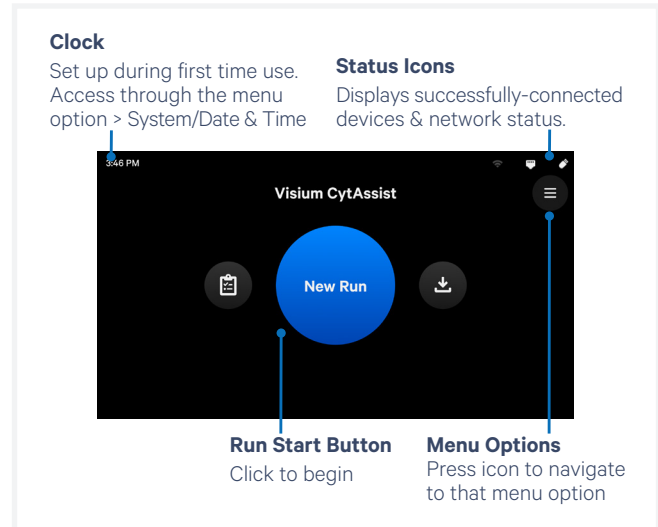 Clock
Set up during first time use.
Access through the menu
option > System/Date & Time
Status Icons
Displays successfully-connected
devices & network status.
3:46 PM
Visium CytAssist
New Run
Run Start Button
Click to begin
Menu Options
Press icon to navigate
to that menu option